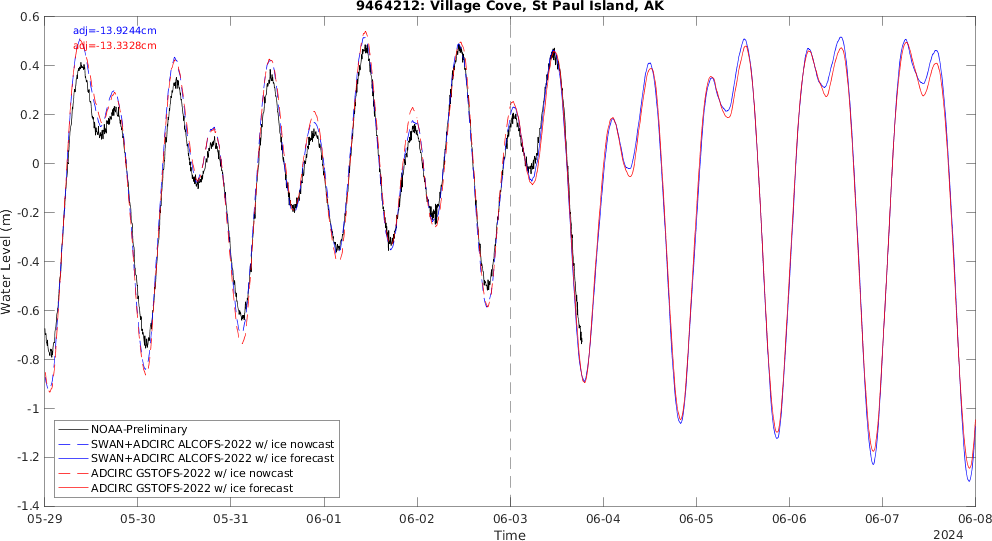 9464212: Village Cove, St Paul Island, AK
adj=-13.9244cm
adj=-13.3328cm
0.6
0.4
0.2
0
-0.2
-0.4
-0.6
-0.8
-1
-1.2
-1.4
Water Level (m)
NOAA-Preliminary
SWAN+ADCIRC ALCOFS-2022 w/ ice nowcast
SWAN+ADCIRC ALCOFS-2022 w/ ice forecast
ADCIRC GSTOFS-2022 w/ ice nowcast
ADCIRC GSTOFS-2022 w/ ice forecast
05-29 05-30 05-31 06-01 06-02 06-03 06-04 06-05 06-06 06-07 06-08
Time
2024